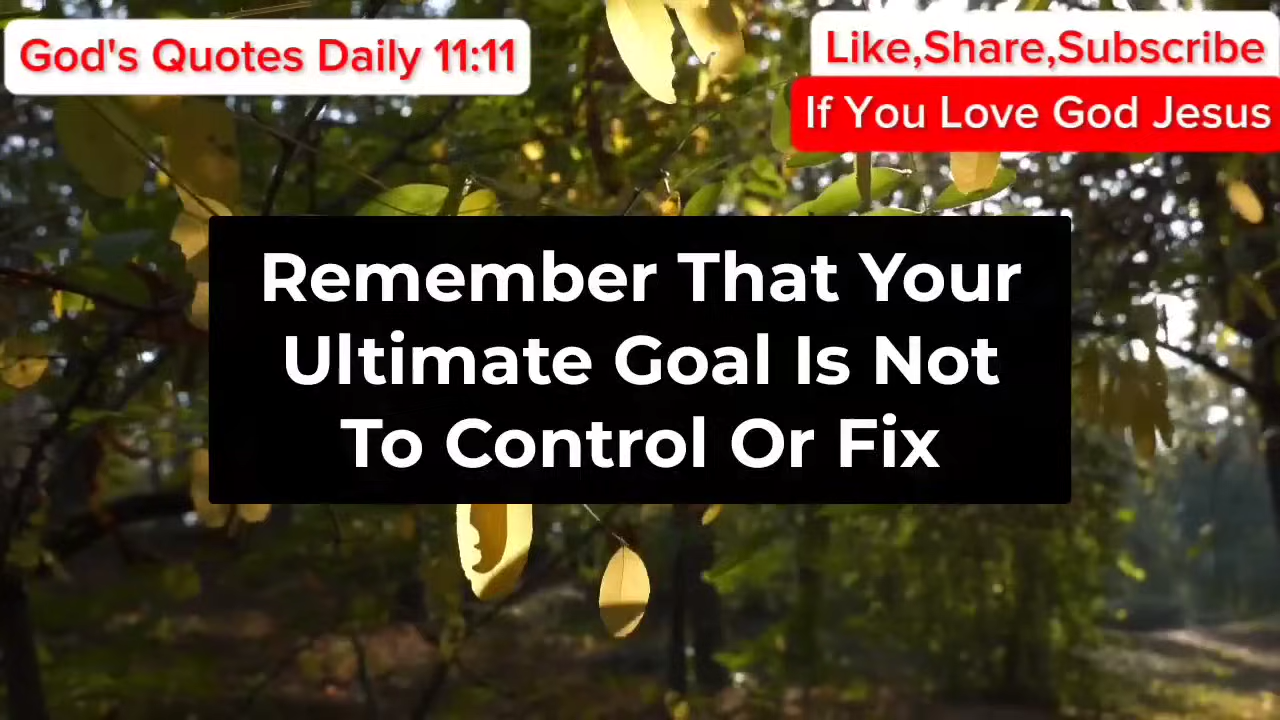 God's Quotes Daily 11:11
Like,Share,Subscribe
If You Love God Jesus
Remember That Your
Ultimate Goal Is Not
To Control Or Fix